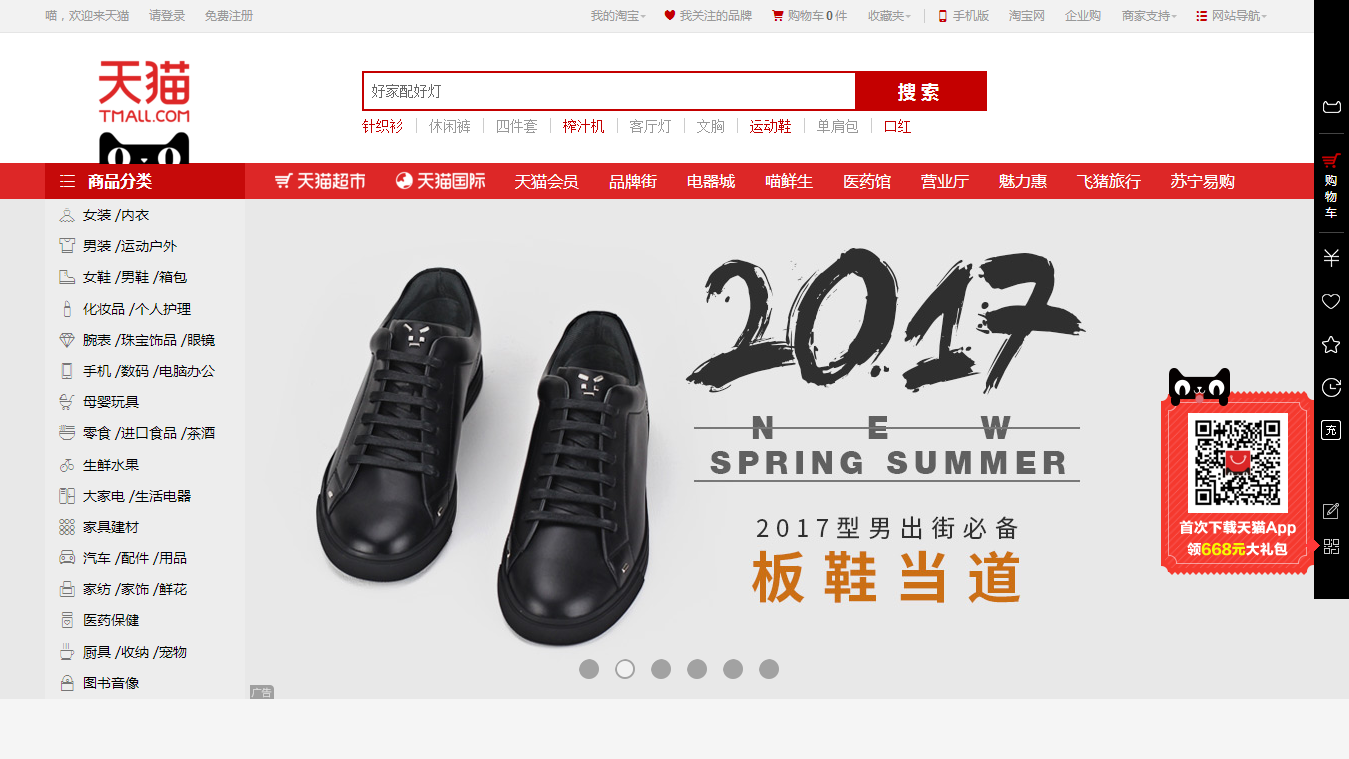 喵，欢迎来天猫 请登录 免费注册 我的淘宝 我关注的品牌 购物车0件 收藏夹 手机版 淘宝网 企业购 商家支持 网站导航
天猫
TMALL.COM
好家配好灯 搜索
针织衫 休闲裤 四件套 榨汁机 客厅灯 文胸 运动鞋 单肩包 口红
商品分类 天猫超市 天猫国际 天猫会员 品牌街 电器城 喵鲜生 医药馆 营业厅 魅力惠 飞猪旅行 苏宁易购
女装 /内衣
男装 /运动户外
女鞋 /男鞋 /箱包
化妆品 /个人护理
腕表 /珠宝饰品 /眼镜
手机 /数码 /电脑办公
母婴玩具
零食 /进口食品 /茶酒
生鲜水果
大家电 /生活电器
家具建材
汽车 /配件 /用品
家纺 /家饰 /鲜花
医药保健
厨具 /收纳 /宠物
图书音像
2017
NEW
SPRING SUMMER
2017型男出街必备
板鞋当道
广告
首次下载天猫App
领668元大礼包
购
物
车
充